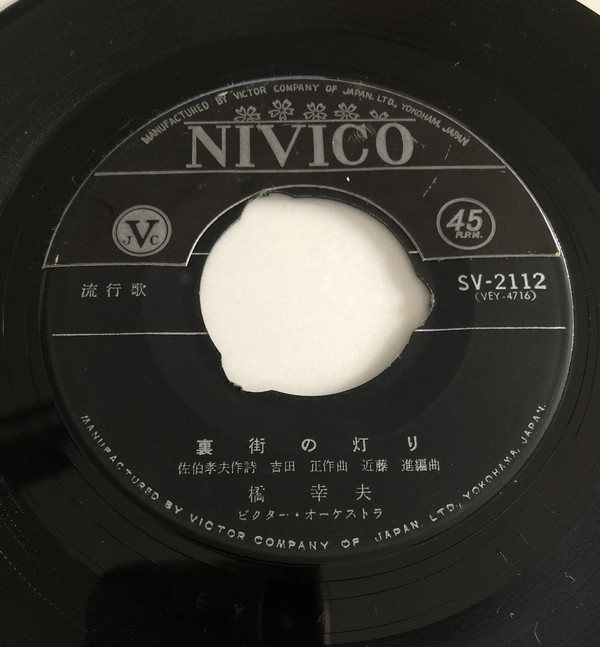 MANUFACTURED BY VICTOR COMPANY OF JAPAN, LTD., YOKOHAMA, JAPAN
NIVICO
JVC
45
R.P.M.
流行歌
SV-2112
(VEY-4716)
裏街の灯り
佐伯孝夫作詩 吉田 正作曲 近藤 進編曲
橋 幸夫
ビクター・オーケストラ
MANUFACTURED BY VICTOR COMPANY OF JAPAN, LTD., YOKOHAMA, JAPAN.